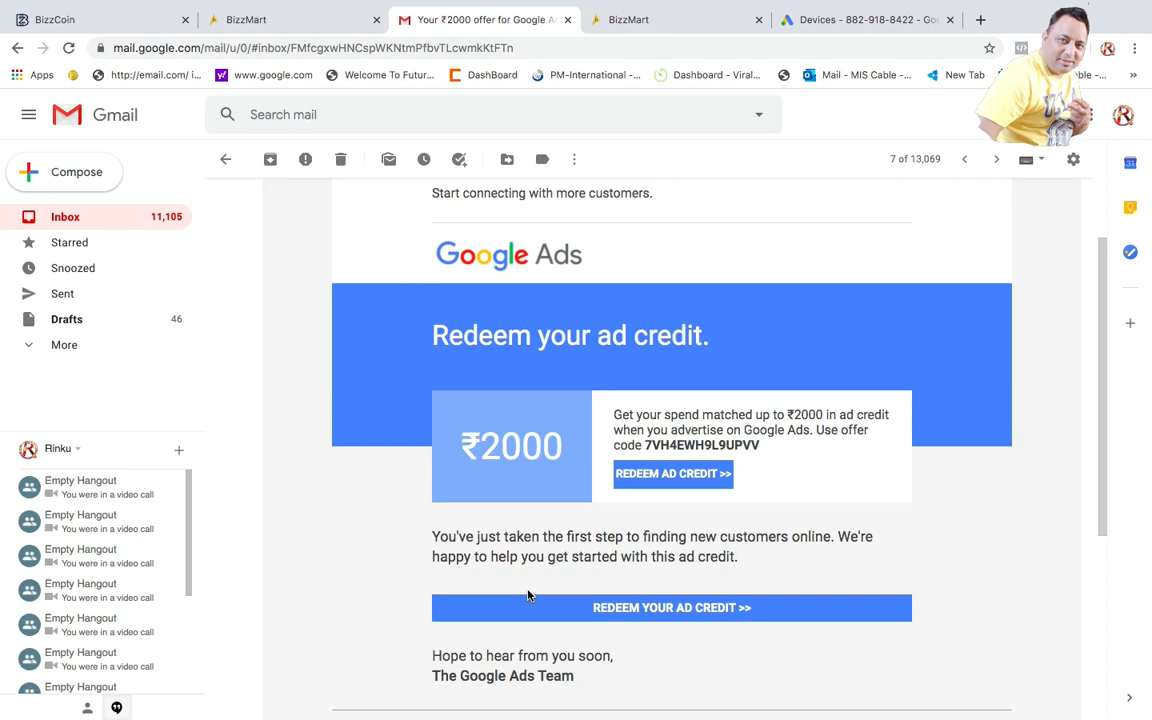 BizzCoin
BizzMart
Your ₹2000 offer for Google A
BizzMart
Devices - 882-918-8422 - Go
mail.google.com/mail/u/0/#inbox/FMfcgxwHNCspWKNtmPfbvTLcwmkKtFTn
Apps
http://email.com/ i...
www.google.com
Welcome To Futur...
DashBoard
PM-International -...
Dashboard - Viral...
Mail - MIS Cable -...
New Tab
ble -...
Gmail
Search mail
Compose
7 of 13,069
Inbox 11,105
Starred
Snoozed
Sent
Drafts 46
More
Rinku
Empty Hangout
You were in a video call
Empty Hangout
You were in a video call
Empty Hangout
You were in a video call
Empty Hangout
You were in a video call
Empty Hangout
You were in a video call
Empty Hangout
You were in a video call
Empty Hangout
Start connecting with more customers.
Google Ads
Redeem your ad credit.
₹2000
Get your spend matched up to ₹2000 in ad credit
when you advertise on Google Ads. Use offer
code 7VH4EWH9L9UPVV
REDEEM AD CREDIT >>
You've just taken the first step to finding new customers online. We're
happy to help you get started with this ad credit.
REDEEM YOUR AD CREDIT >>
Hope to hear from you soon,
The Google Ads Team